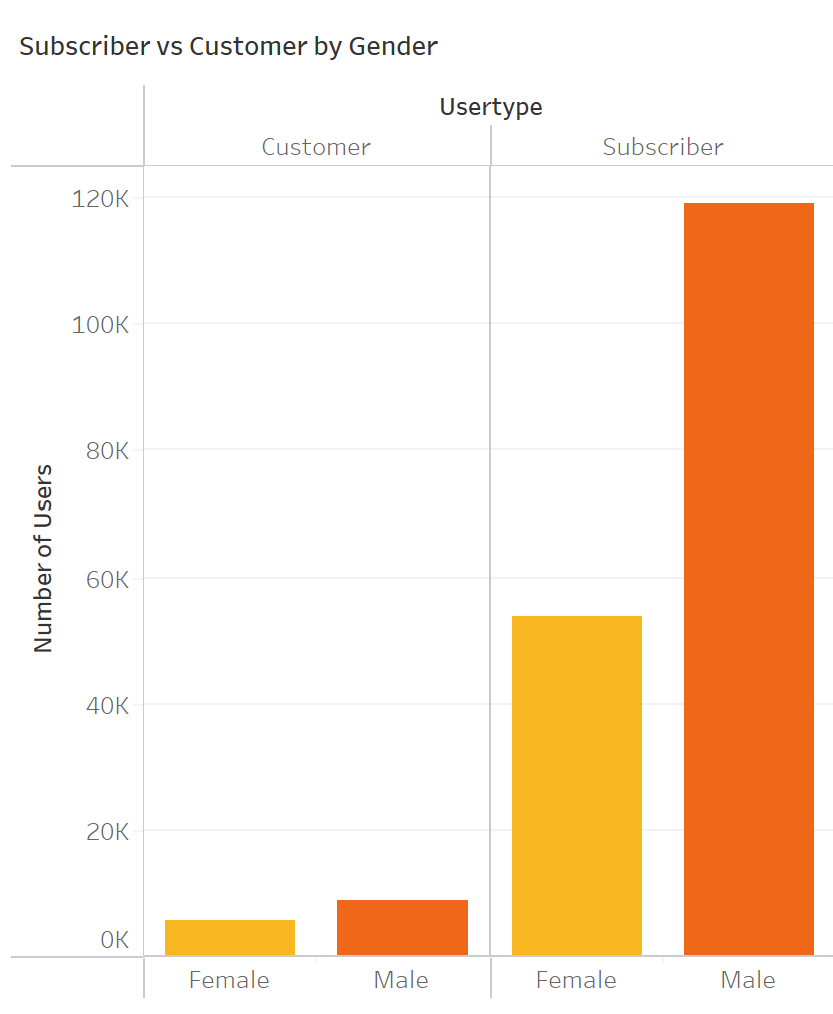 Subscriber vs Customer by Gender
Usertype
Customer Subscriber
120K
100K
80K
60K
40K
20K
0K
Number of Users
Female Male Female Male